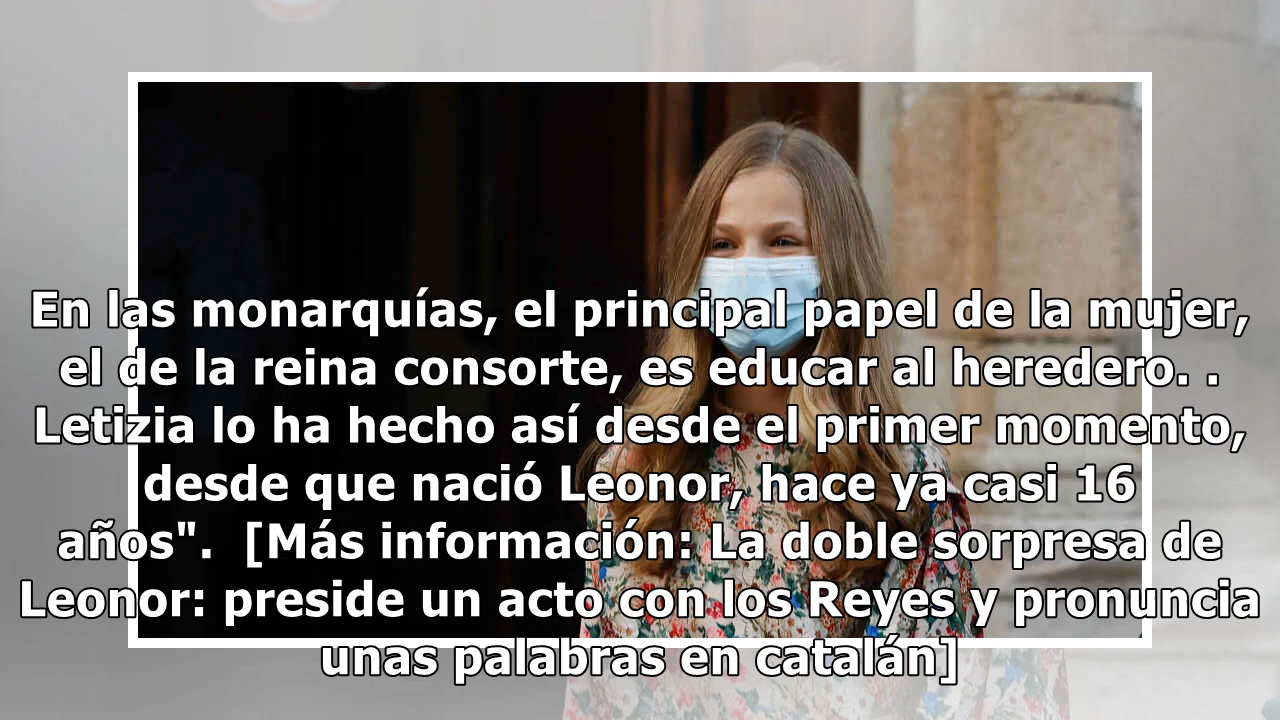 En las monarquías, el principal papel de la mujer,
el de la reina consorte, es educar al heredero. .
Letizia lo ha hecho así desde el primer momento,
desde que nació Leonor, hace ya casi 16
años".  [Más información: La doble sorpresa de
Leonor: preside un acto con los Reyes y pronuncia
unas palabras en catalán]